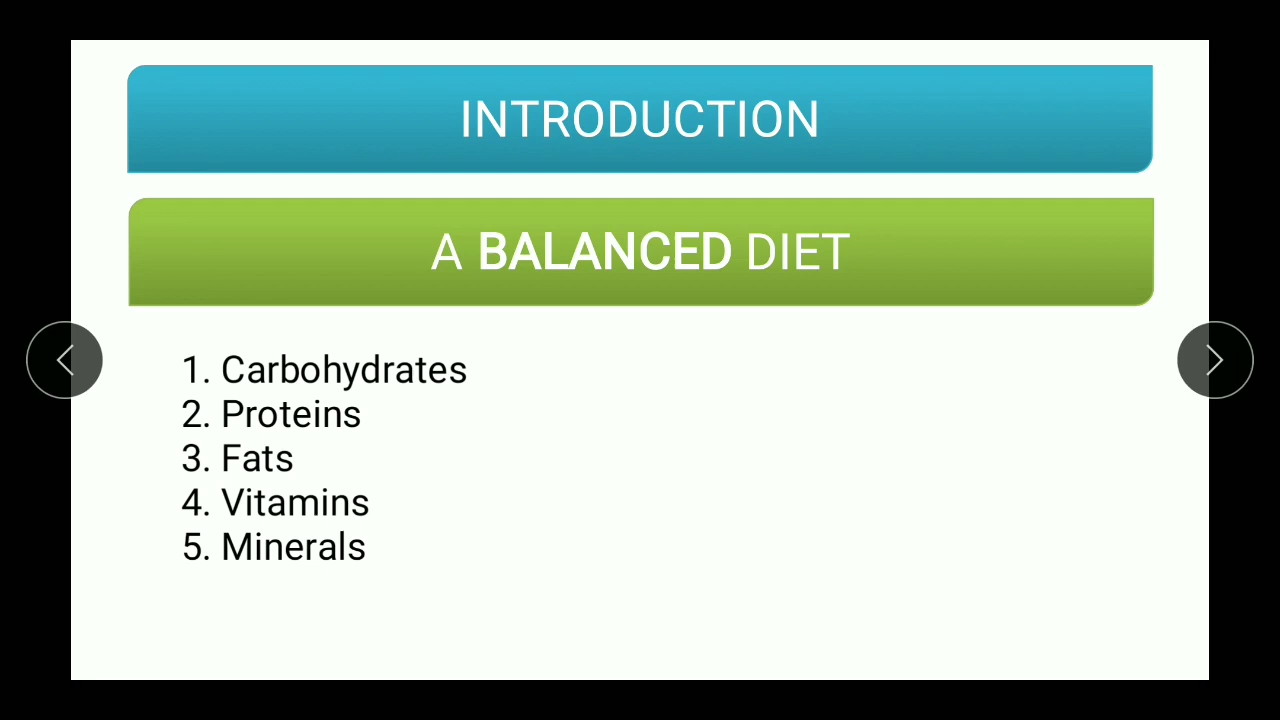 INTRODUCTION
A BALANCED DIET
1. Carbohydrates
2. Proteins
3. Fats
4. Vitamins
5. Minerals